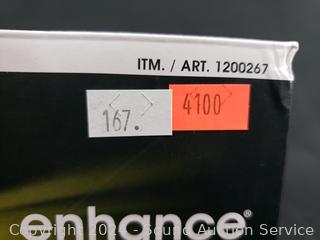 ITM. / ART. 1200267
167.
4100
enhance®
Copyright 2024 - Sound Auction Service